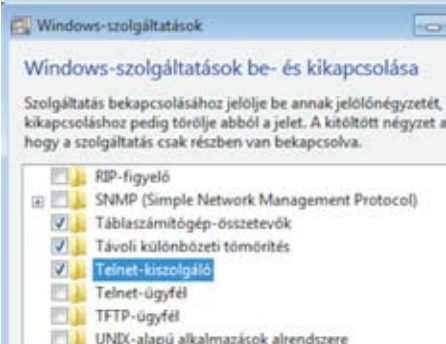 Windows-szolgáltatások
Windows-szolgáltatások be- és kikapcsolása
Szolgáltatás bekapcsolásához jelölje be annak jelölőnégyzetét,
kikapcsoláshoz pedig törölje abból a jelet. A kitöltött négyzet a
hogy a szolgáltatás csak részben van bekapcsolva.
RIP-figyelő
SNMP (Simple Network Management Protocol)
Táblaszámítógép-összetevők
Távoli különbözeti tömörítés
Telnet-kiszolgáló
Telnet-ügyfél
TFTP-ügyfél
UNIX-alapú alkalmazások alrendszere